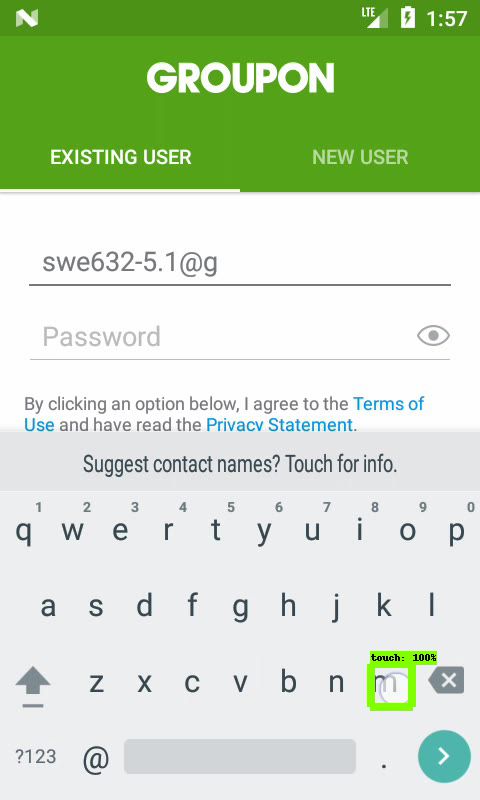 LTE 1:57
GROUPON
EXISTING USER NEW USER
swe632-5.1@g
Password
By clicking an option below, I agree to the Terms of
Use and have read the Privacy Statement.
Suggest contact names? Touch for info.
1 2 3 4 5 6 7 8 9 0
q w e r t y u i o p
a s d f g h j k l
touch: 100%
z x c v b n m
?123 @ .